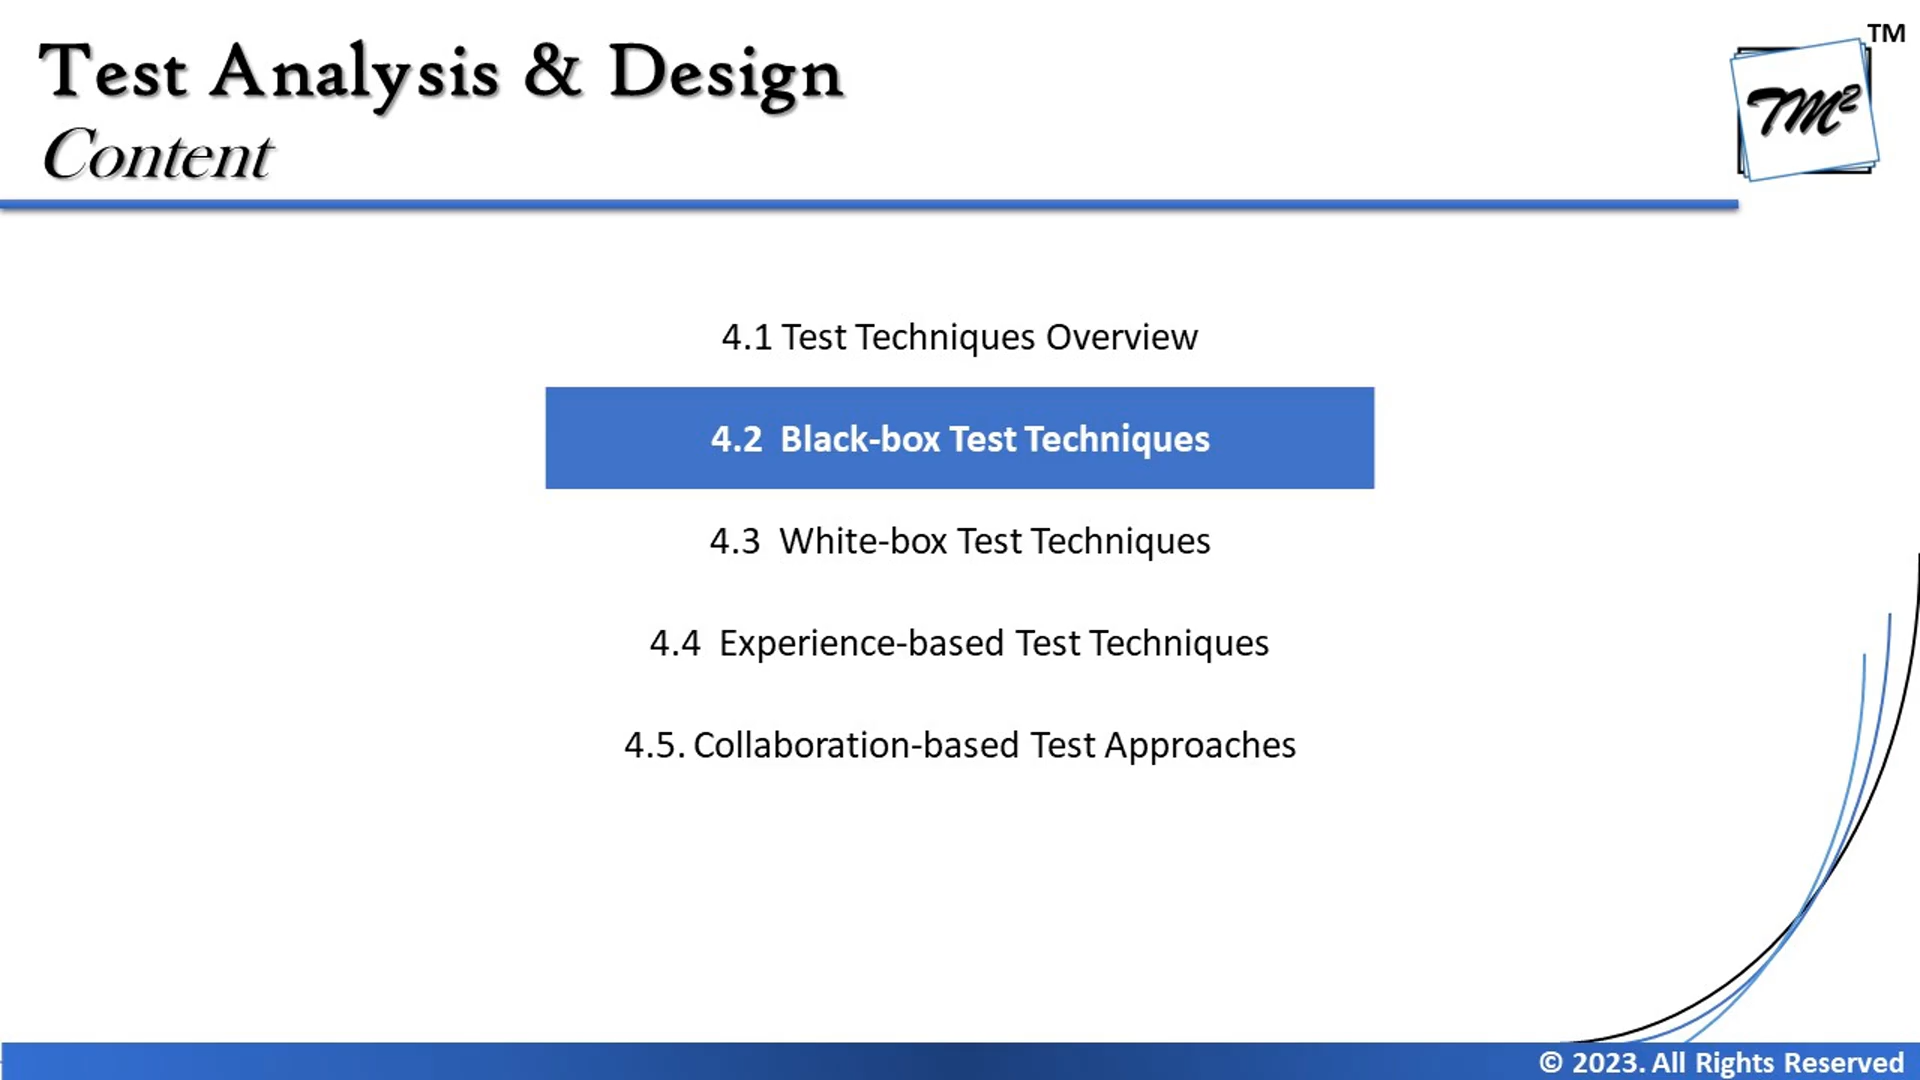 Test Analysis & Design
Content
TM
TM²
4.1 Test Techniques Overview
4.2 Black-box Test Techniques
4.3 White-box Test Techniques
4.4 Experience-based Test Techniques
4.5. Collaboration-based Test Approaches
© 2023. All Rights Reserved